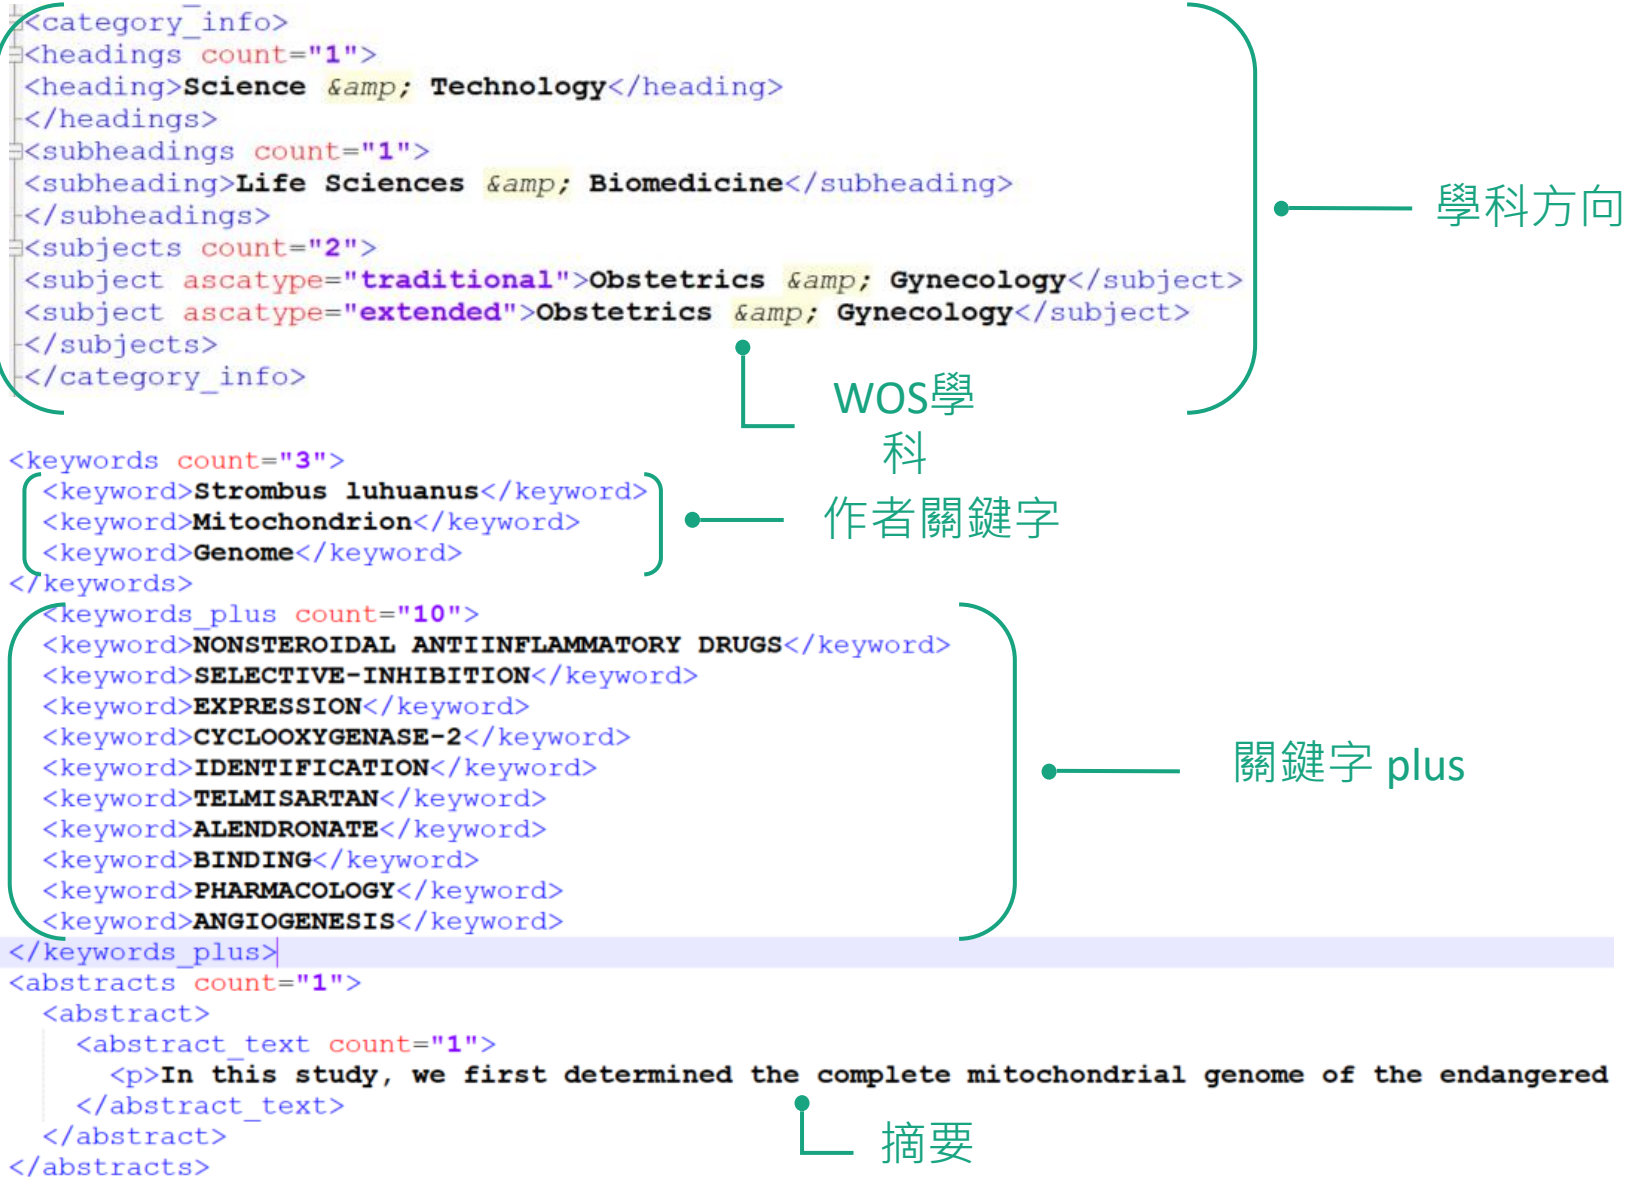 <category_info>
<headings count="1">
<heading>Science &amp; Technology</heading>
</headings>
<subheadings count="1">
<subheading>Life Sciences &amp; Biomedicine</subheading>
</subheadings>
<subjects count="2">
<subject ascatype="traditional">Obstetrics &amp; Gynecology</subject>
<subject ascatype="extended">Obstetrics &amp; Gynecology</subject>
</subjects>
</category_info>
學科方向
WOS學
科
<keywords count="3">
<keyword>Strombus luhuanus</keyword>
<keyword>Mitochondrion</keyword>
<keyword>Genome</keyword>
</keywords>
作者關鍵字
<keywords_plus count="10">
<keyword>NONSTEROIDAL ANTIINFLAMMATORY DRUGS</keyword>
<keyword>SELECTIVE-INHIBITION</keyword>
<keyword>EXPRESSION</keyword>
<keyword>CYCLOOXYGENASE-2</keyword>
<keyword>IDENTIFICATION</keyword>
<keyword>TELMISARTAN</keyword>
<keyword>ALENDRONATE</keyword>
<keyword>BINDING</keyword>
<keyword>PHARMACOLOGY</keyword>
<keyword>ANGIOGENESIS</keyword>
</keywords_plus>
關鍵字 plus
<abstracts count="1">
<abstract>
<abstract_text count="1">
<p>In this study, we first determined the complete mitochondrial genome of the endangered
</abstract_text>
</abstract>
</abstracts>
摘要